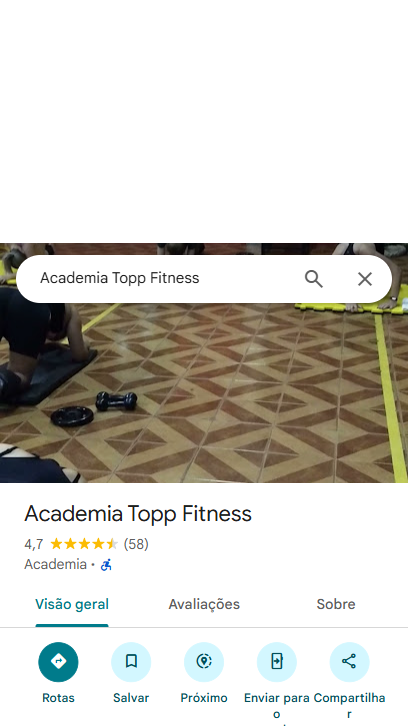 Academia Topp Fitness
Academia Topp Fitness
4,7 (58)
Academia ·
Visão geral Avaliações Sobre
Rotas Salvar Próximo Enviar para o Compartilhar